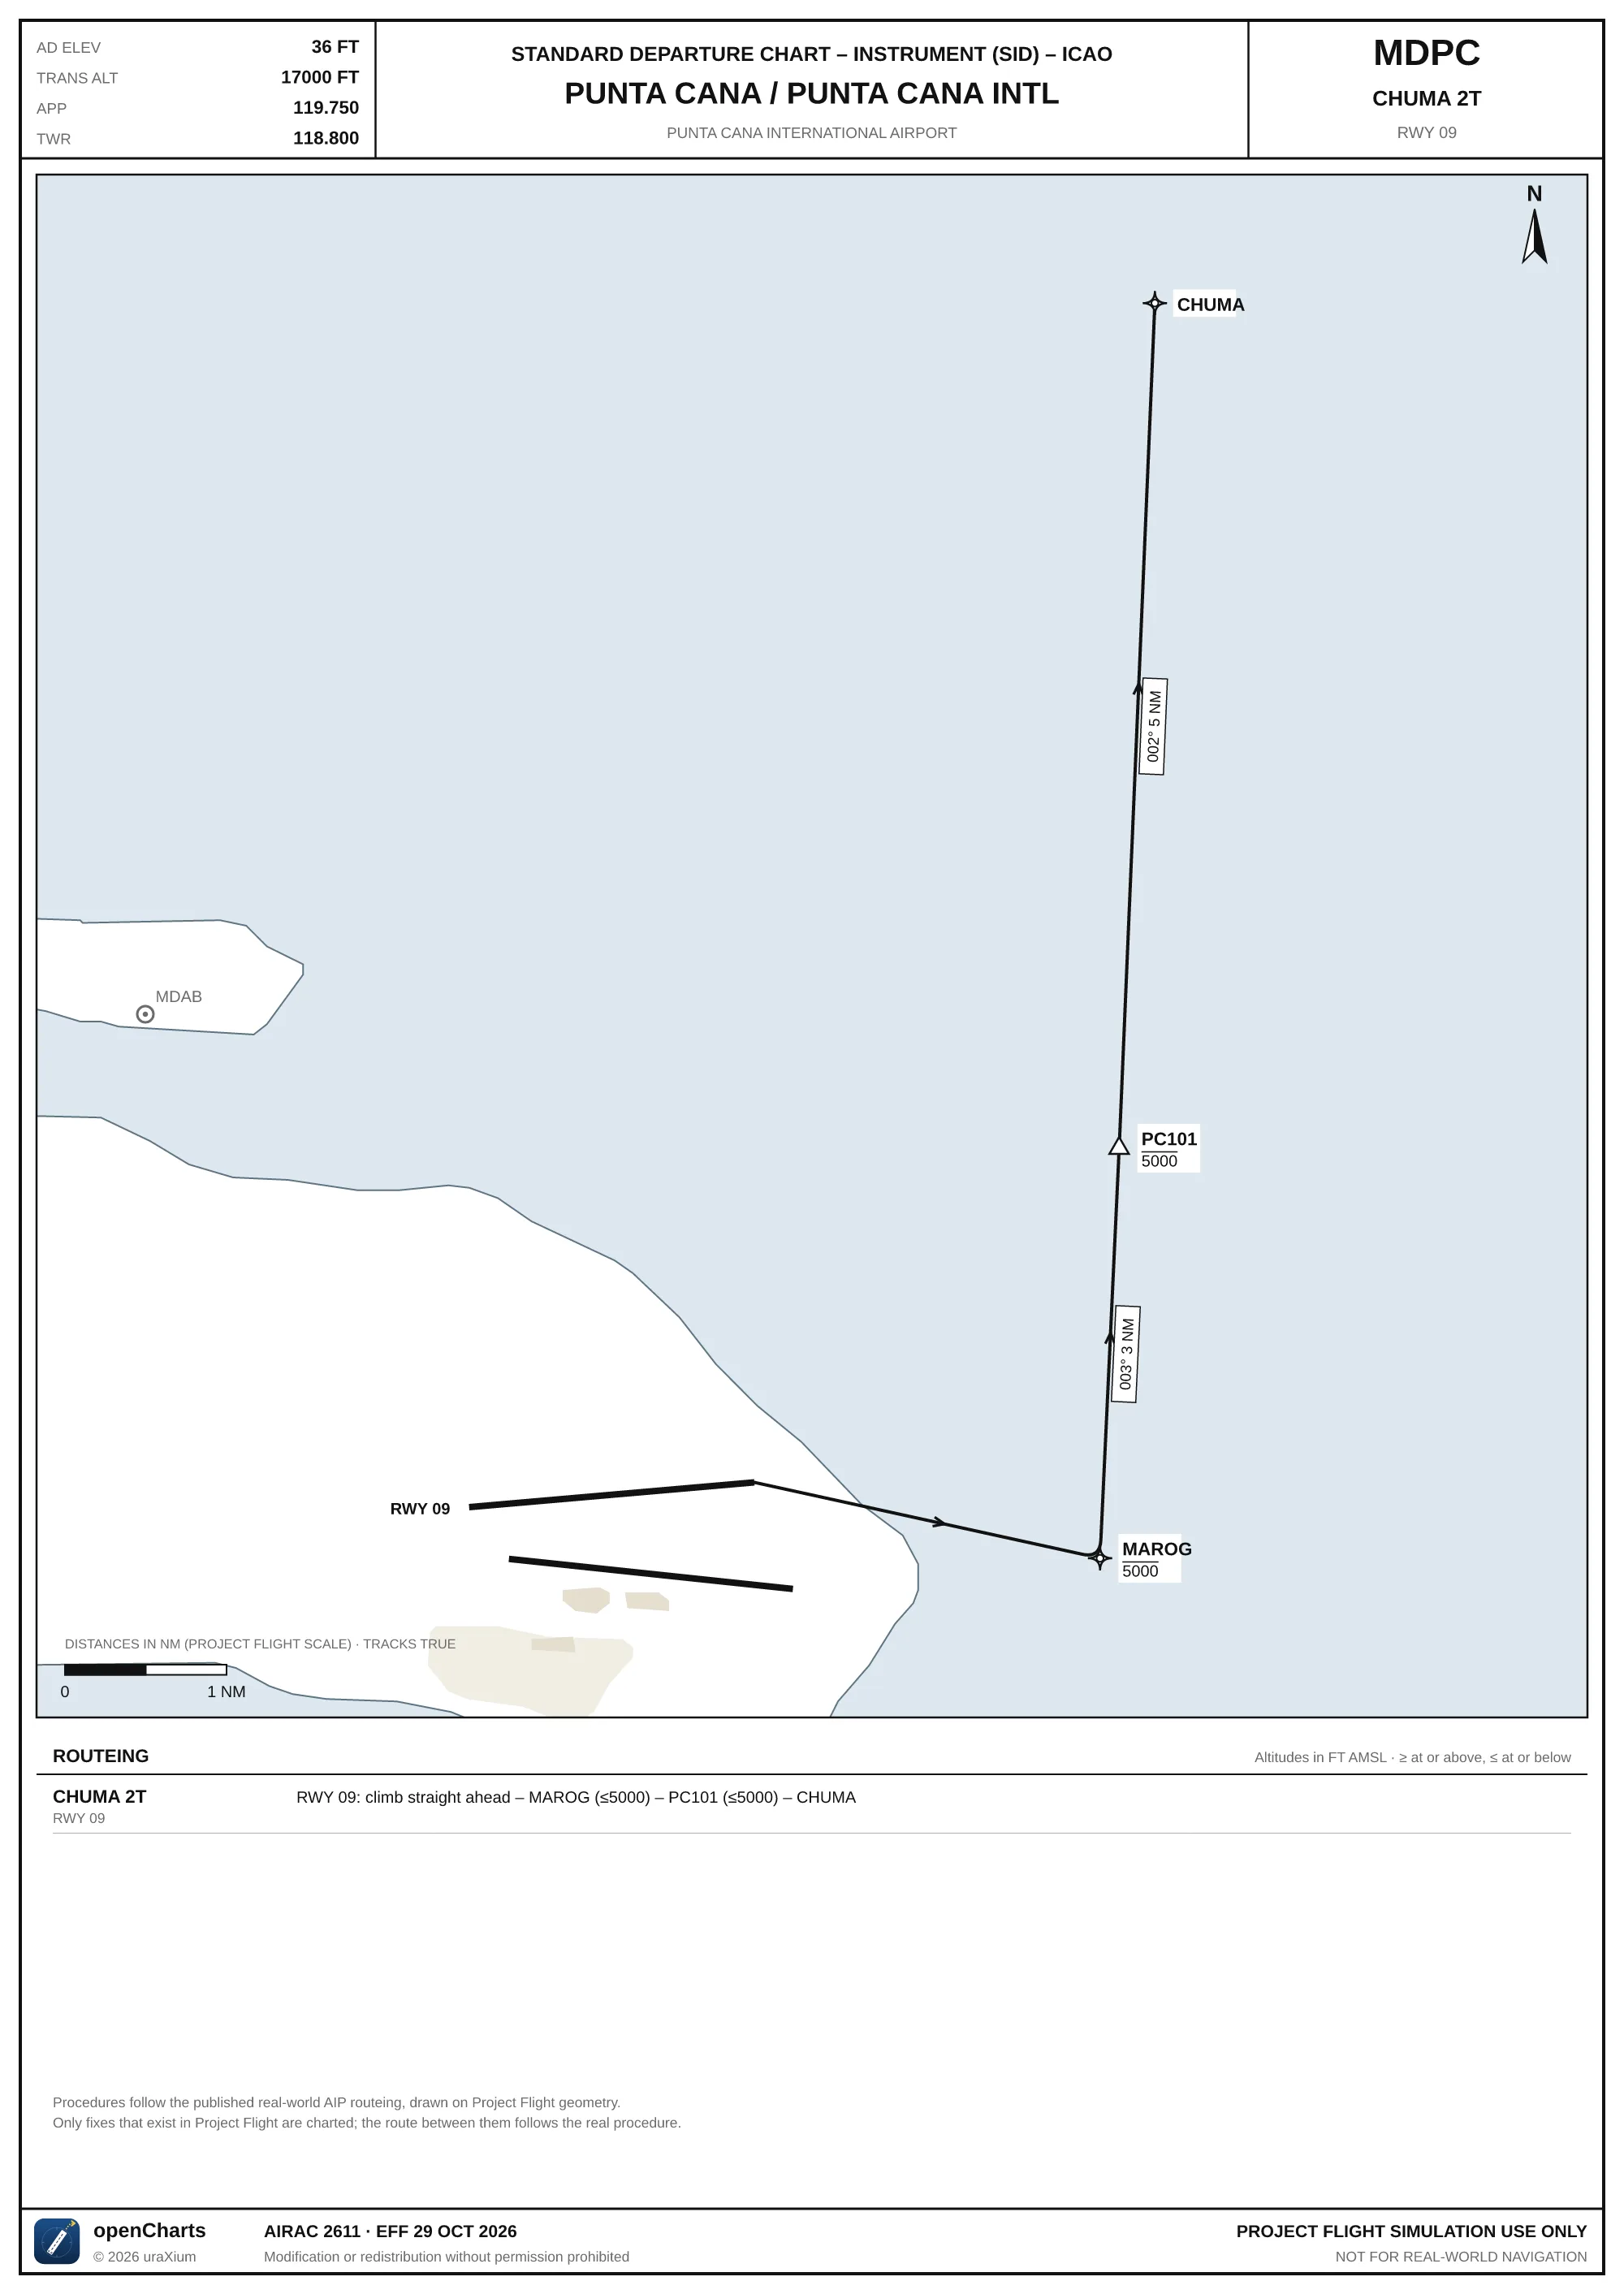 AD ELEV 36 FT
TRANS ALT 17000 FT
APP 119.750
TWR 118.800
STANDARD DEPARTURE CHART – INSTRUMENT (SID) – ICAO
PUNTA CANA / PUNTA CANA INTL
PUNTA CANA INTERNATIONAL AIRPORT
MDPC
CHUMA 2T
RWY 09
N
CHUMA
002° 5 NM
MDAB
PC101
5000
003° 3 NM
RWY 09
MAROG
5000
DISTANCES IN NM (PROJECT FLIGHT SCALE) · TRACKS TRUE
0 1 NM
ROUTEING
Altitudes in FT AMSL · ≥ at or above, ≤ at or below
CHUMA 2T
RWY 09: climb straight ahead – MAROG (≤5000) – PC101 (≤5000) – CHUMA
RWY 09
Procedures follow the published real-world AIP routeing, drawn on Project Flight geometry.
Only fixes that exist in Project Flight are charted; the route between them follows the real procedure.
openCharts
© 2026 uraXium
AIRAC 2611 · EFF 29 OCT 2026
Modification or redistribution without permission prohibited
PROJECT FLIGHT SIMULATION USE ONLY
NOT FOR REAL-WORLD NAVIGATION